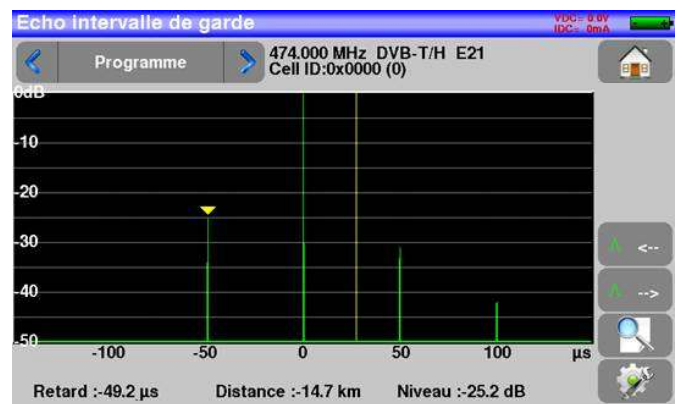 Echo intervalle de garde
VDC= 0.0V
IDC= 0mA
Programme
474.000 MHz DVB-T/H E21
Cell ID:0x0000 (0)
0dB
-10
-20
-30
-40
-50
-100 -50 0 50 100 µs
<--
-->
Retard :-49.2 µs Distance :-14.7 km Niveau :-25.2 dB